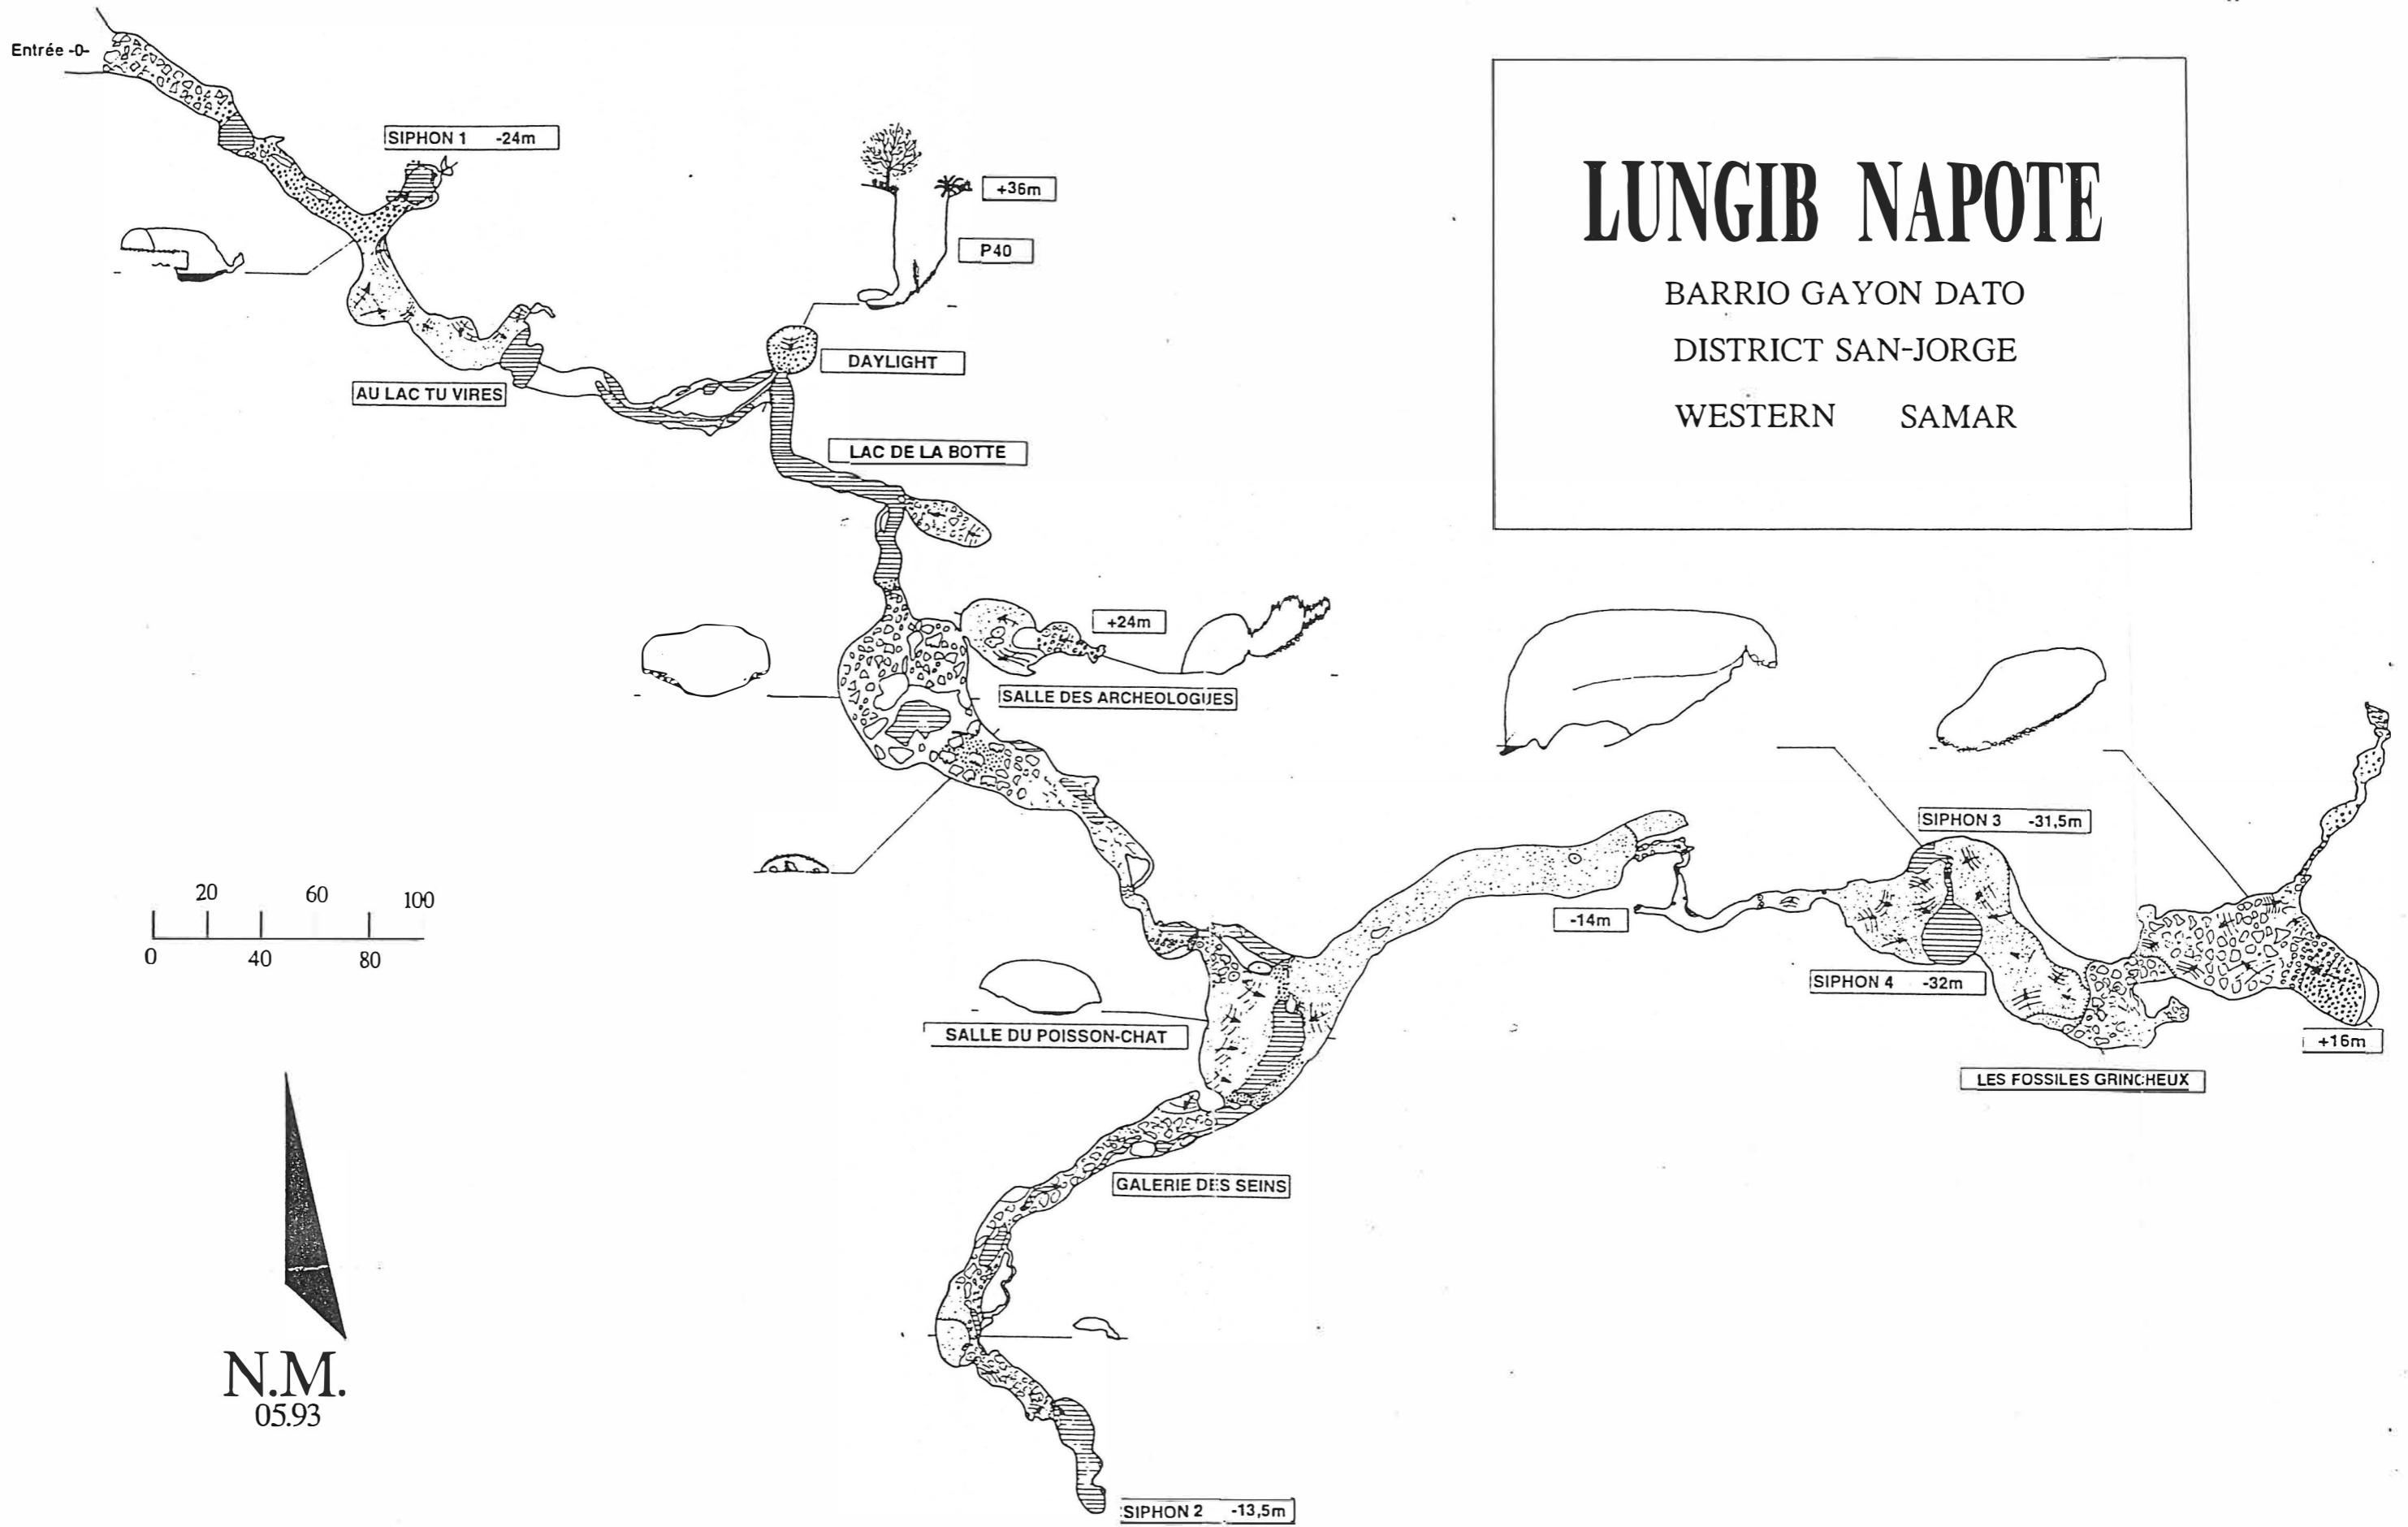 Entrée -0-
SIPHON 1 -24m
+36m
P40
DAYLIGHT
AU LAC TU VIRES
LAC DE LA BOTTE
LUNGIB NAPOTE
BARRIO GAYON DATO
DISTRICT SAN-JORGE
WESTERN SAMAR
+24m
SALLE DES ARCHEOLOGUES
SIPHON 3 -31,5m
20 60 100
0 40 80
-14m
SIPHON 4 -32m
SALLE DU POISSON-CHAT
+16m
LES FOSSILES GRINCHEUX
GALERIE DES SEINS
N.M.
05.93
SIPHON 2 -13,5m